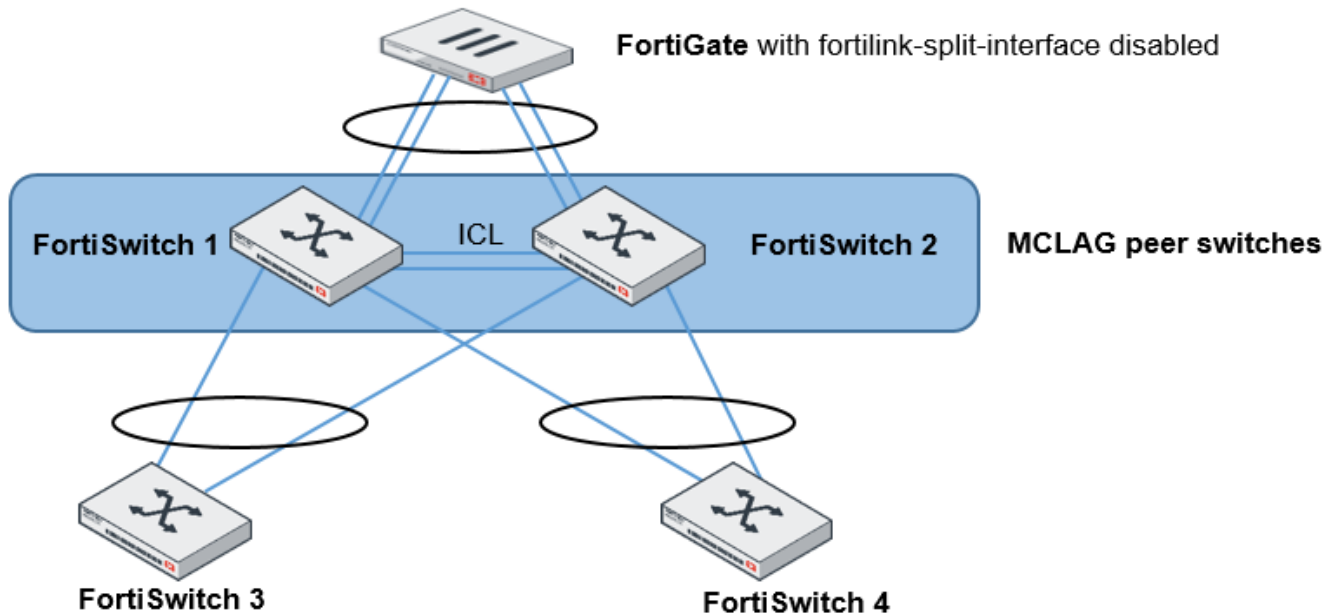 FortiGate with fortilink-split-interface disabled
FortiSwitch 1
ICL
FortiSwitch 2
MCLAG peer switches
FortiSwitch 3
FortiSwitch 4